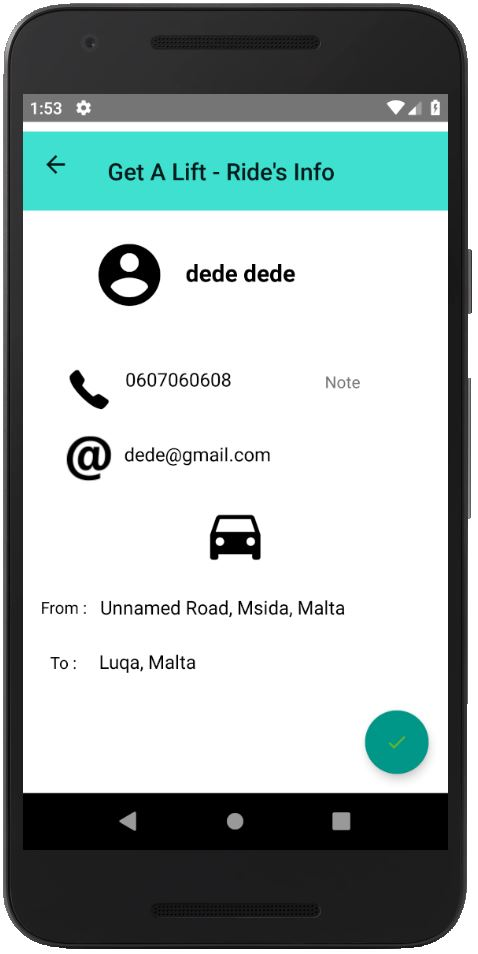 1:53
Get A Lift - Ride's Info
dede dede
0607060608 Note
@ dede@gmail.com
From : Unnamed Road, Msida, Malta
To : Luqa, Malta